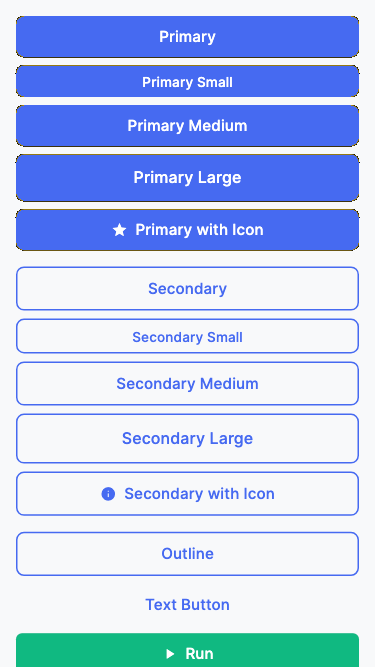 Primary
Primary Small
Primary Medium
Primary Large
Primary with Icon
Secondary
Secondary Small
Secondary Medium
Secondary Large
Secondary with Icon
Outline
Text Button
Run